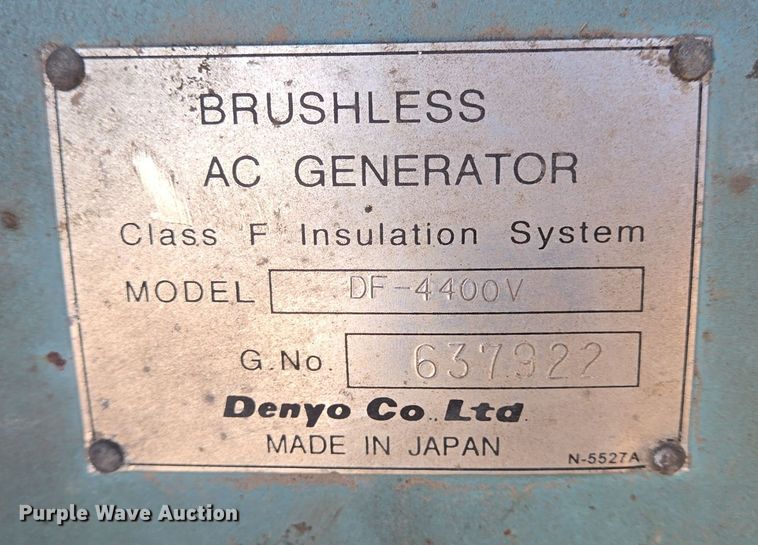 BRUSHLESS
AC GENERATOR
Class F Insulation System
MODEL DF-4400V
G.No. 637922
Denyo Co.,Ltd.
MADE IN JAPAN
N-5527A
Purple Wave Auction